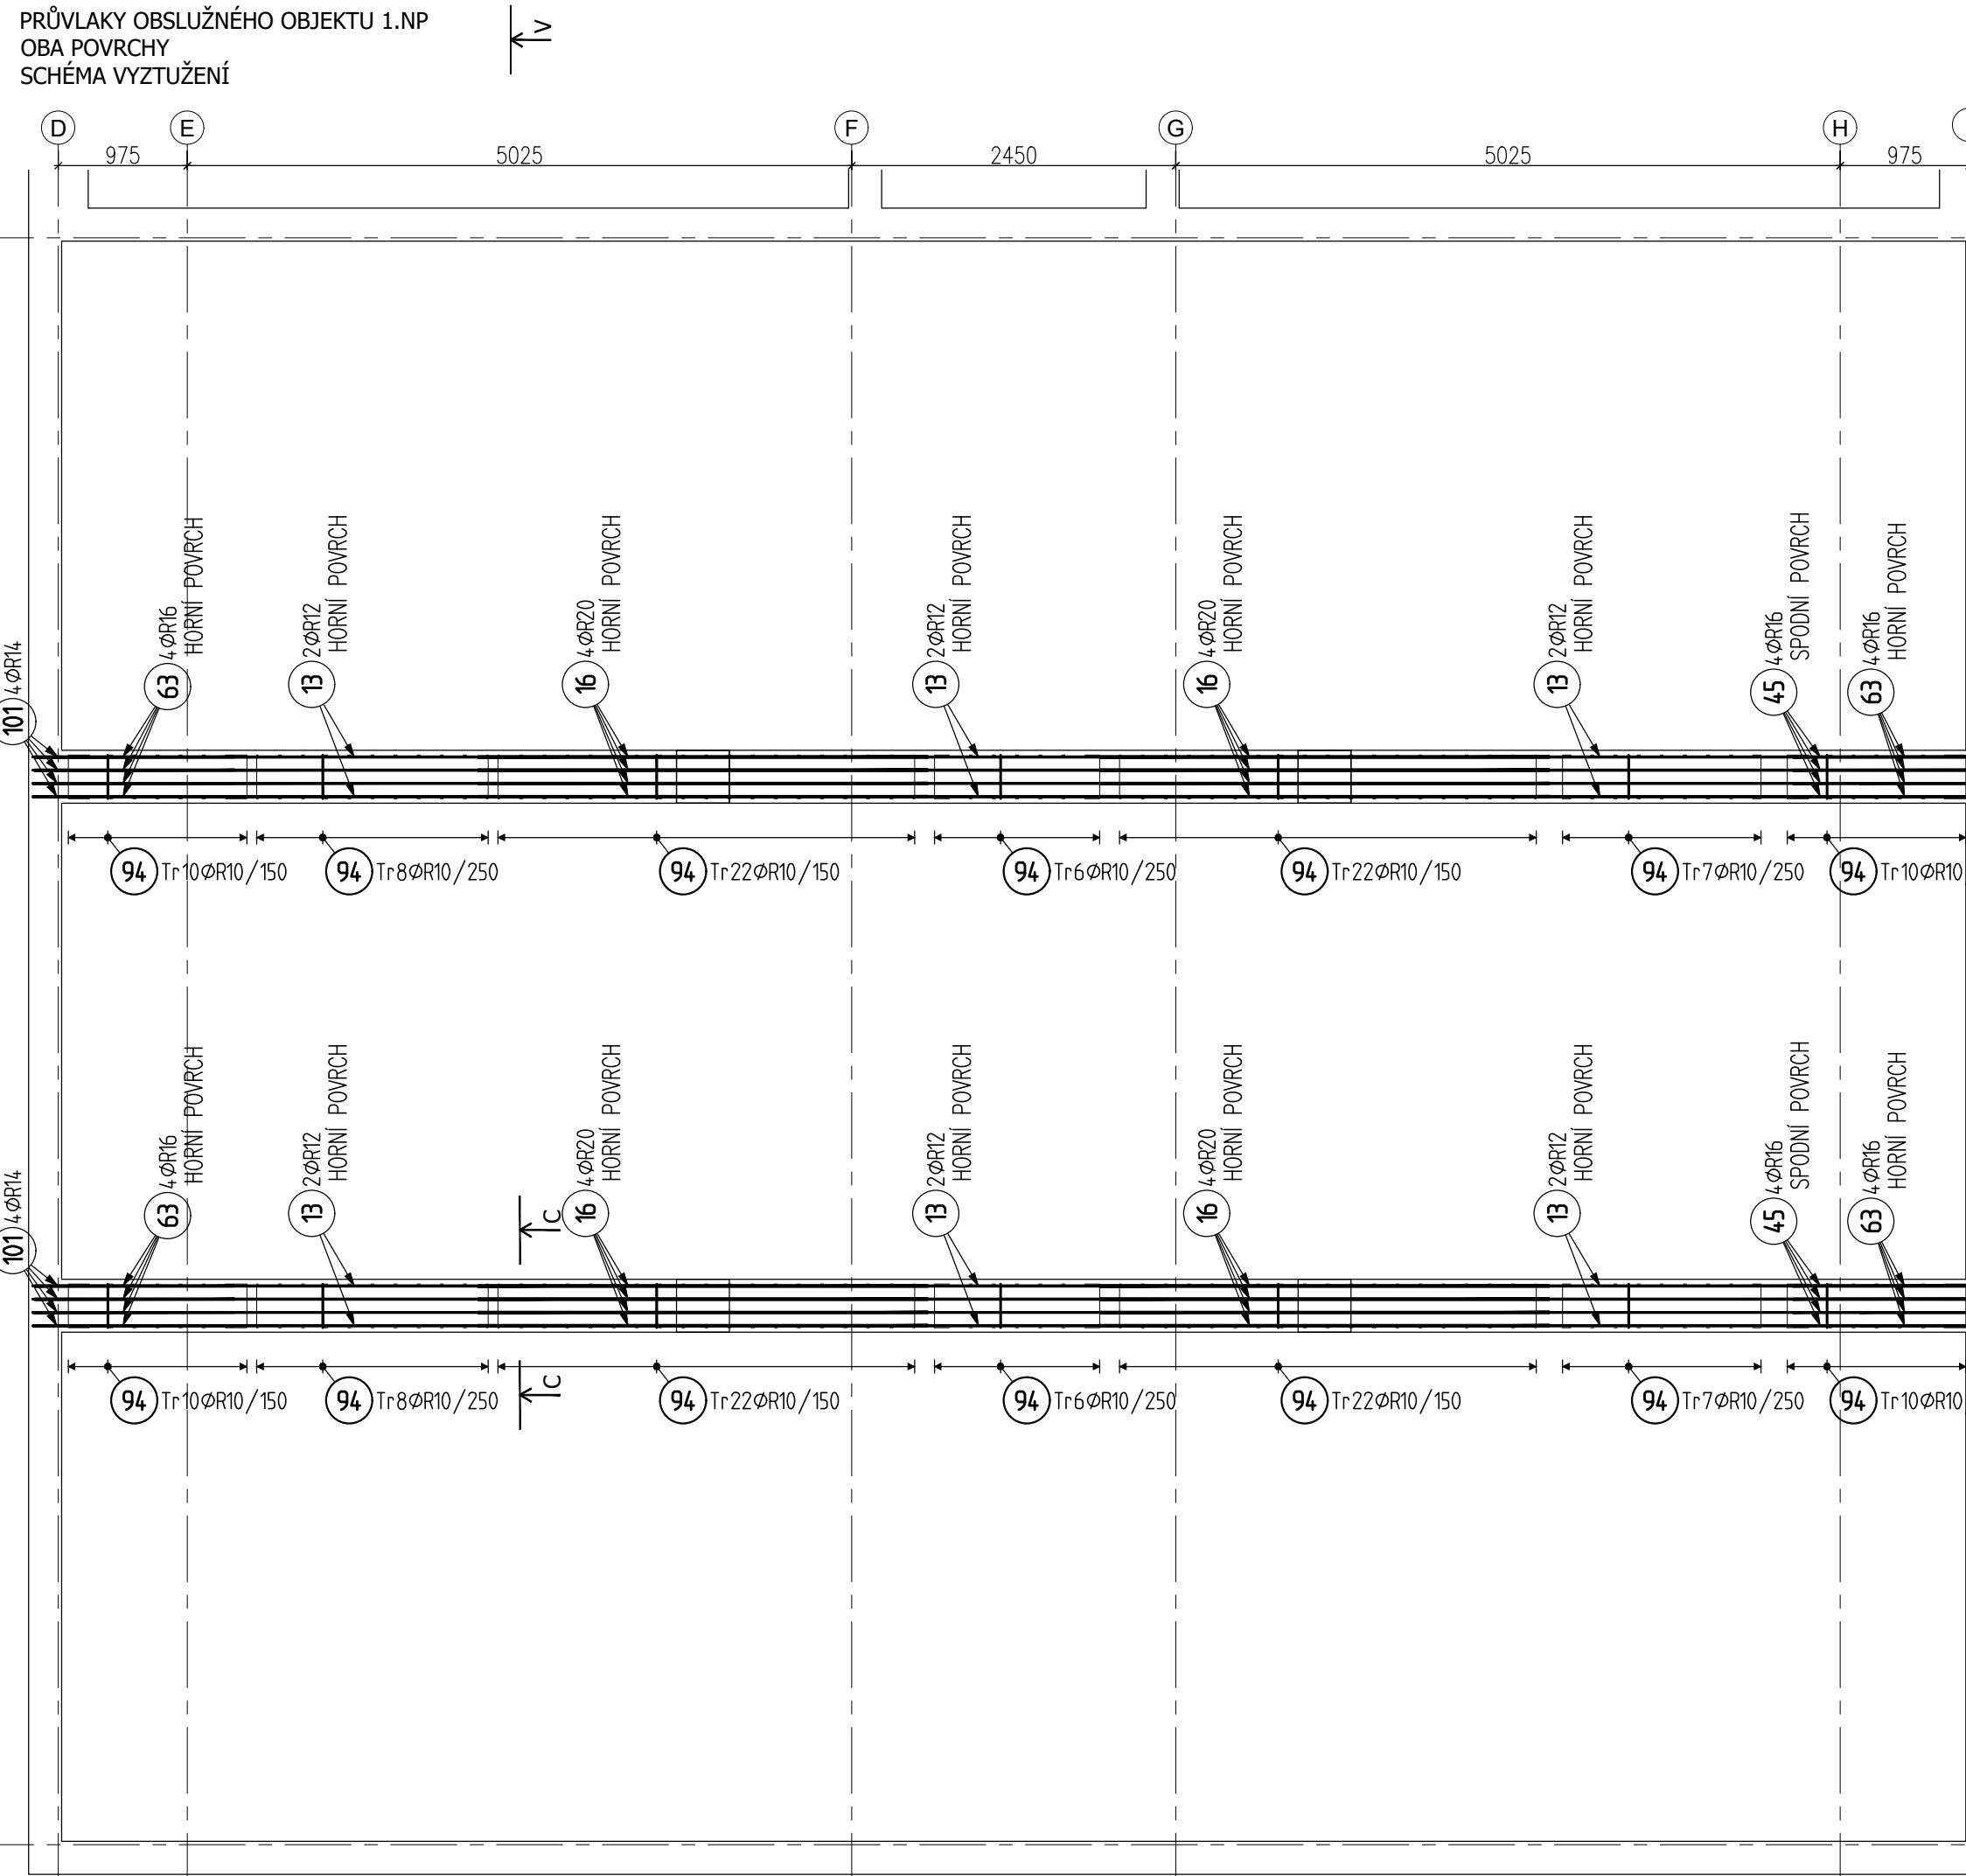 PRŮVLAKY OBSLUŽNÉHO OBJEKTU 1.NP
OBA POVRCHY
SCHÉMA VYZTUŽENÍ
V
D
E
F
G
H
975
5025
2450
5025
975
101 4ØR14
63 4ØR16
HORNÍ POVRCH
13 2ØR12
HORNÍ POVRCH
16 4ØR20
HORNÍ POVRCH
13 2ØR12
HORNÍ POVRCH
16 4ØR20
HORNÍ POVRCH
13 2ØR12
HORNÍ POVRCH
45 4ØR16
SPODNÍ POVRCH
63 4ØR16
HORNÍ POVRCH
94 Tr10ØR10/150
94 Tr8ØR10/250
94 Tr22ØR10/150
94 Tr6ØR10/250
94 Tr22ØR10/150
94 Tr7ØR10/250
94 Tr10ØR10
101 4ØR14
63 4ØR16
HORNÍ POVRCH
13 2ØR12
HORNÍ POVRCH
C
16 4ØR20
HORNÍ POVRCH
13 2ØR12
HORNÍ POVRCH
16 4ØR20
HORNÍ POVRCH
13 2ØR12
HORNÍ POVRCH
45 4ØR16
SPODNÍ POVRCH
63 4ØR16
HORNÍ POVRCH
94 Tr10ØR10/150
94 Tr8ØR10/250
C
94 Tr22ØR10/150
94 Tr6ØR10/250
94 Tr22ØR10/150
94 Tr7ØR10/250
94 Tr10ØR10